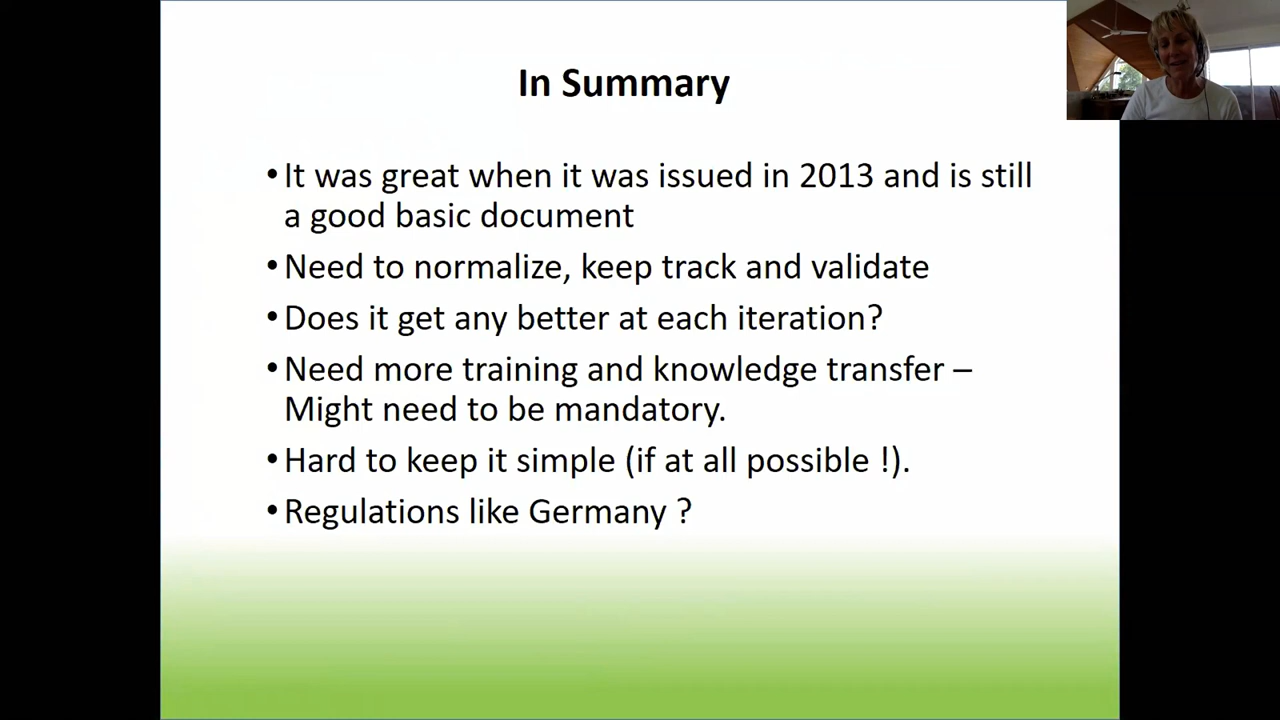 In Summary
•It was great when it was issued in 2013 and is still
a good basic document
•Need to normalize, keep track and validate
•Does it get any better at each iteration?
•Need more training and knowledge transfer –
Might need to be mandatory.
•Hard to keep it simple (if at all possible !).
•Regulations like Germany ?